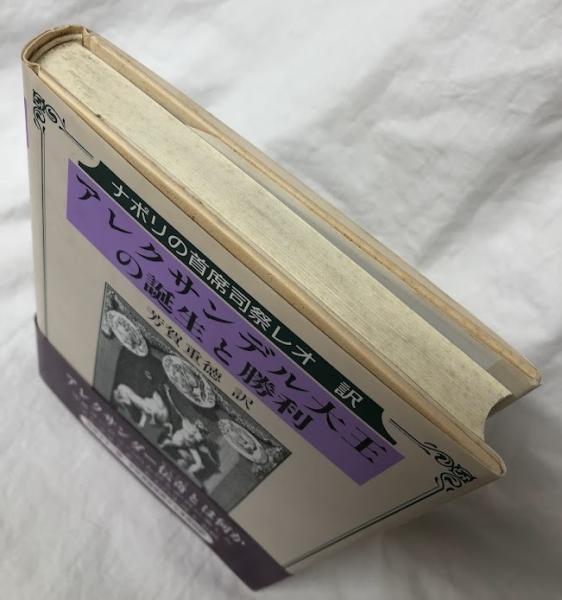 ナポリの首席司祭レオ 訳
アレクサンデル大王
の誕生と勝利
芳賀重德 訳
アレクサンダー伝奇とは何か